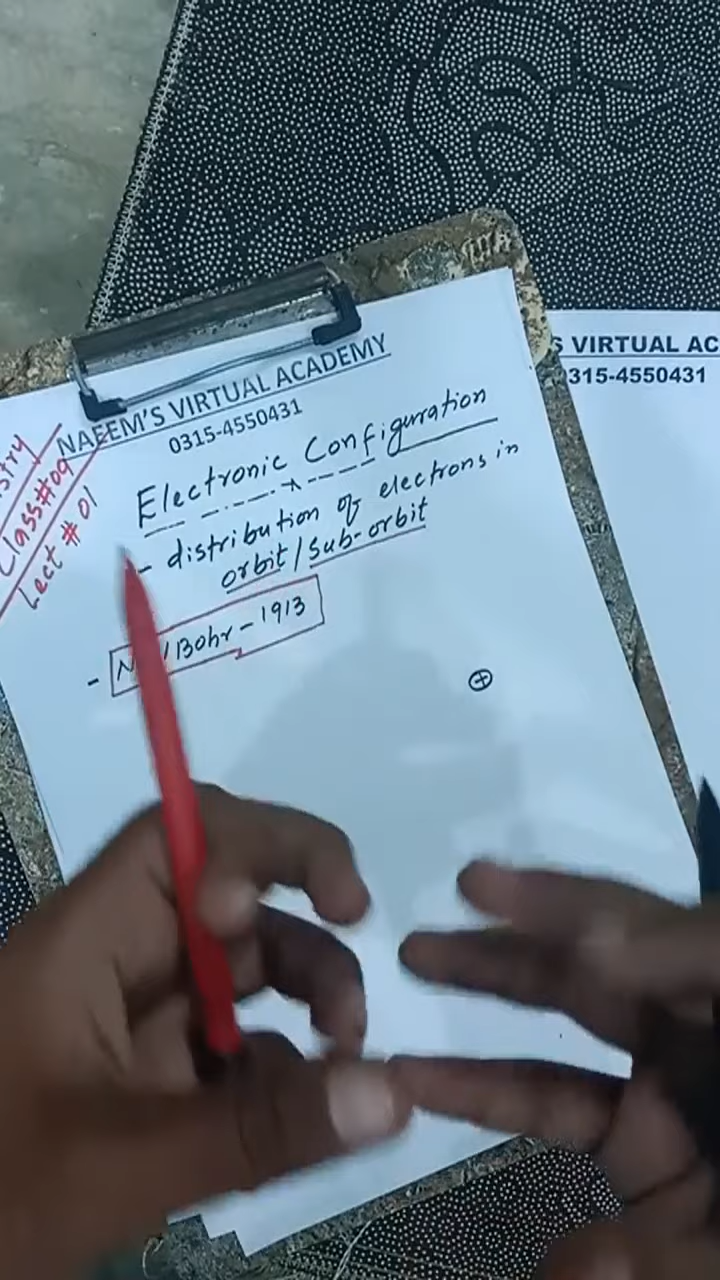 NAEEM'S VIRTUAL ACADEMY
0315-4550431
Class#09
Lect # 01
Electronic Configuration
- distribution of electrons in
orbit/Sub-orbit
- Bohr - 1913
+
S VIRTUAL AC
0315-4550431